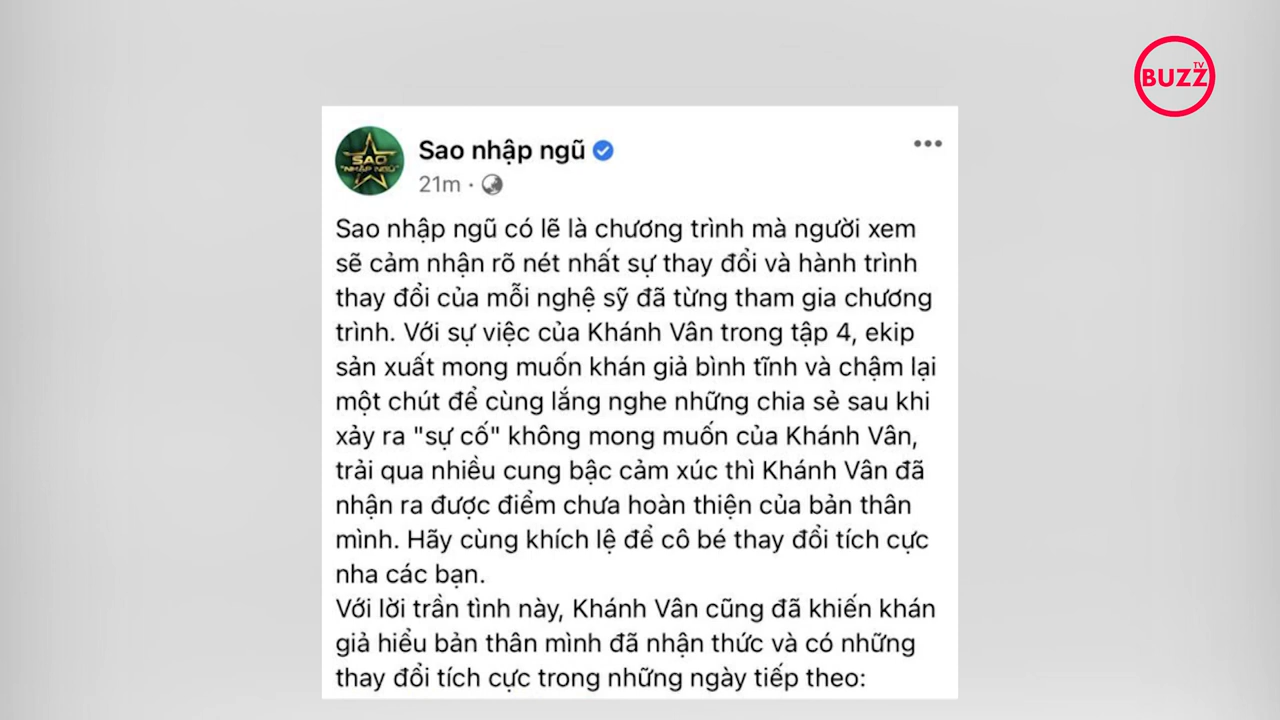 BUZZ TV
SAO
"NHẬP NGŨ"
Sao nhập ngũ
21m ·
Sao nhập ngũ có lẽ là chương trình mà người xem
sẽ cảm nhận rõ nét nhất sự thay đổi và hành trình
thay đổi của mỗi nghệ sỹ đã từng tham gia chương
trình. Với sự việc của Khánh Vân trong tập 4, ekip
sản xuất mong muốn khán giả bình tĩnh và chậm lại
một chút để cùng lắng nghe những chia sẻ sau khi
xảy ra "sự cố" không mong muốn của Khánh Vân,
trải qua nhiều cung bậc cảm xúc thì Khánh Vân đã
nhận ra được điểm chưa hoàn thiện của bản thân
mình. Hãy cùng khích lệ để cô bé thay đổi tích cực
nha các bạn.
Với lời trần tình này, Khánh Vân cũng đã khiến khán
giả hiểu bản thân mình đã nhận thức và có những
thay đổi tích cực trong những ngày tiếp theo: